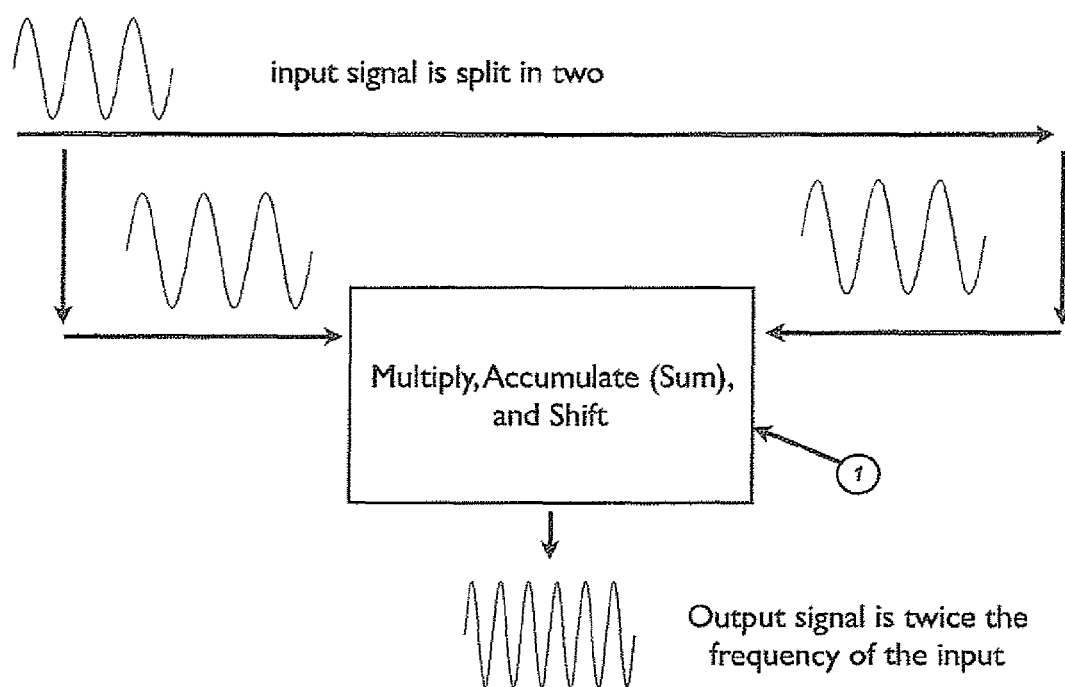 input signal is split in two
Multiply, Accumulate (Sum),
and Shift
1
Output signal is twice the
frequency of the input